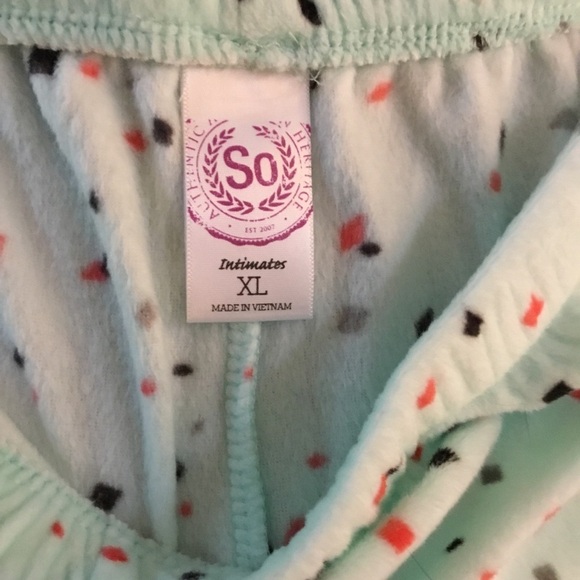 AUTHENTIC
HERITAGE
So
EST 2007
Intimates
XL
MADE IN VIETNAM